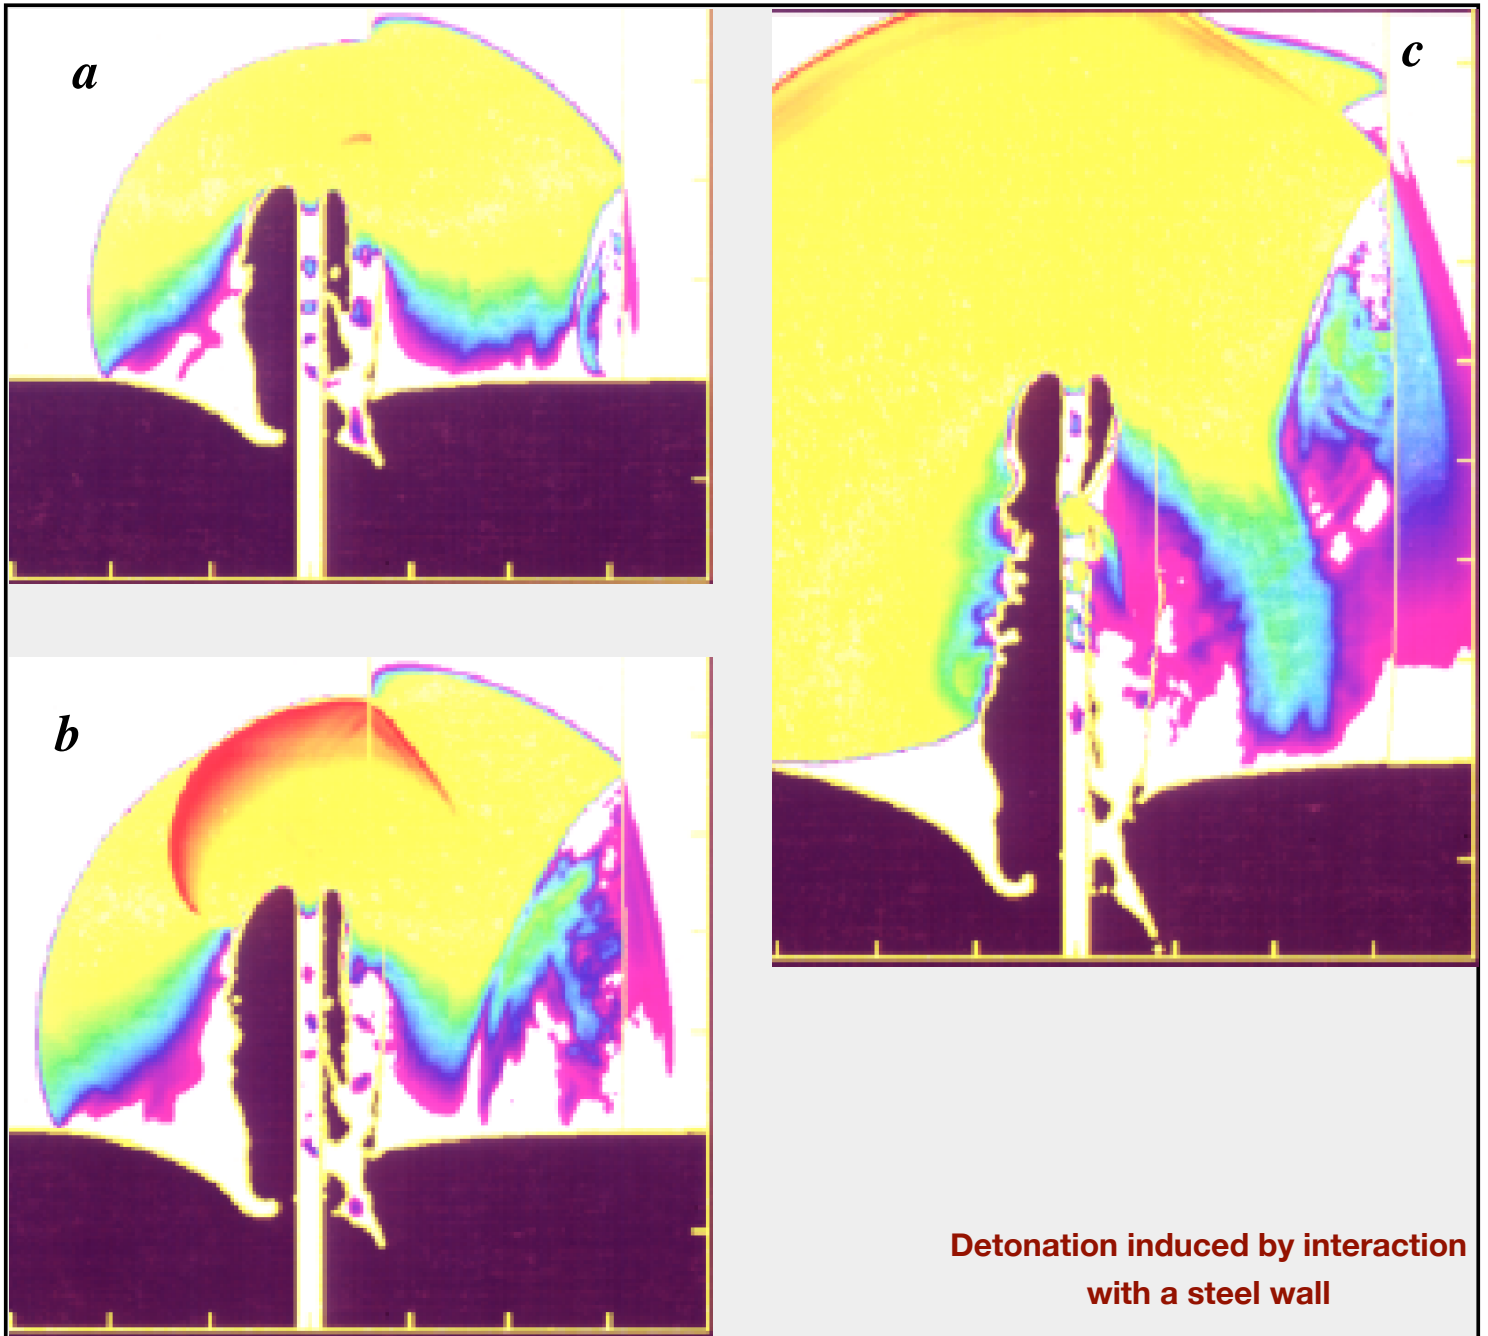 a
c
b
Detonation induced by interaction
with a steel wall